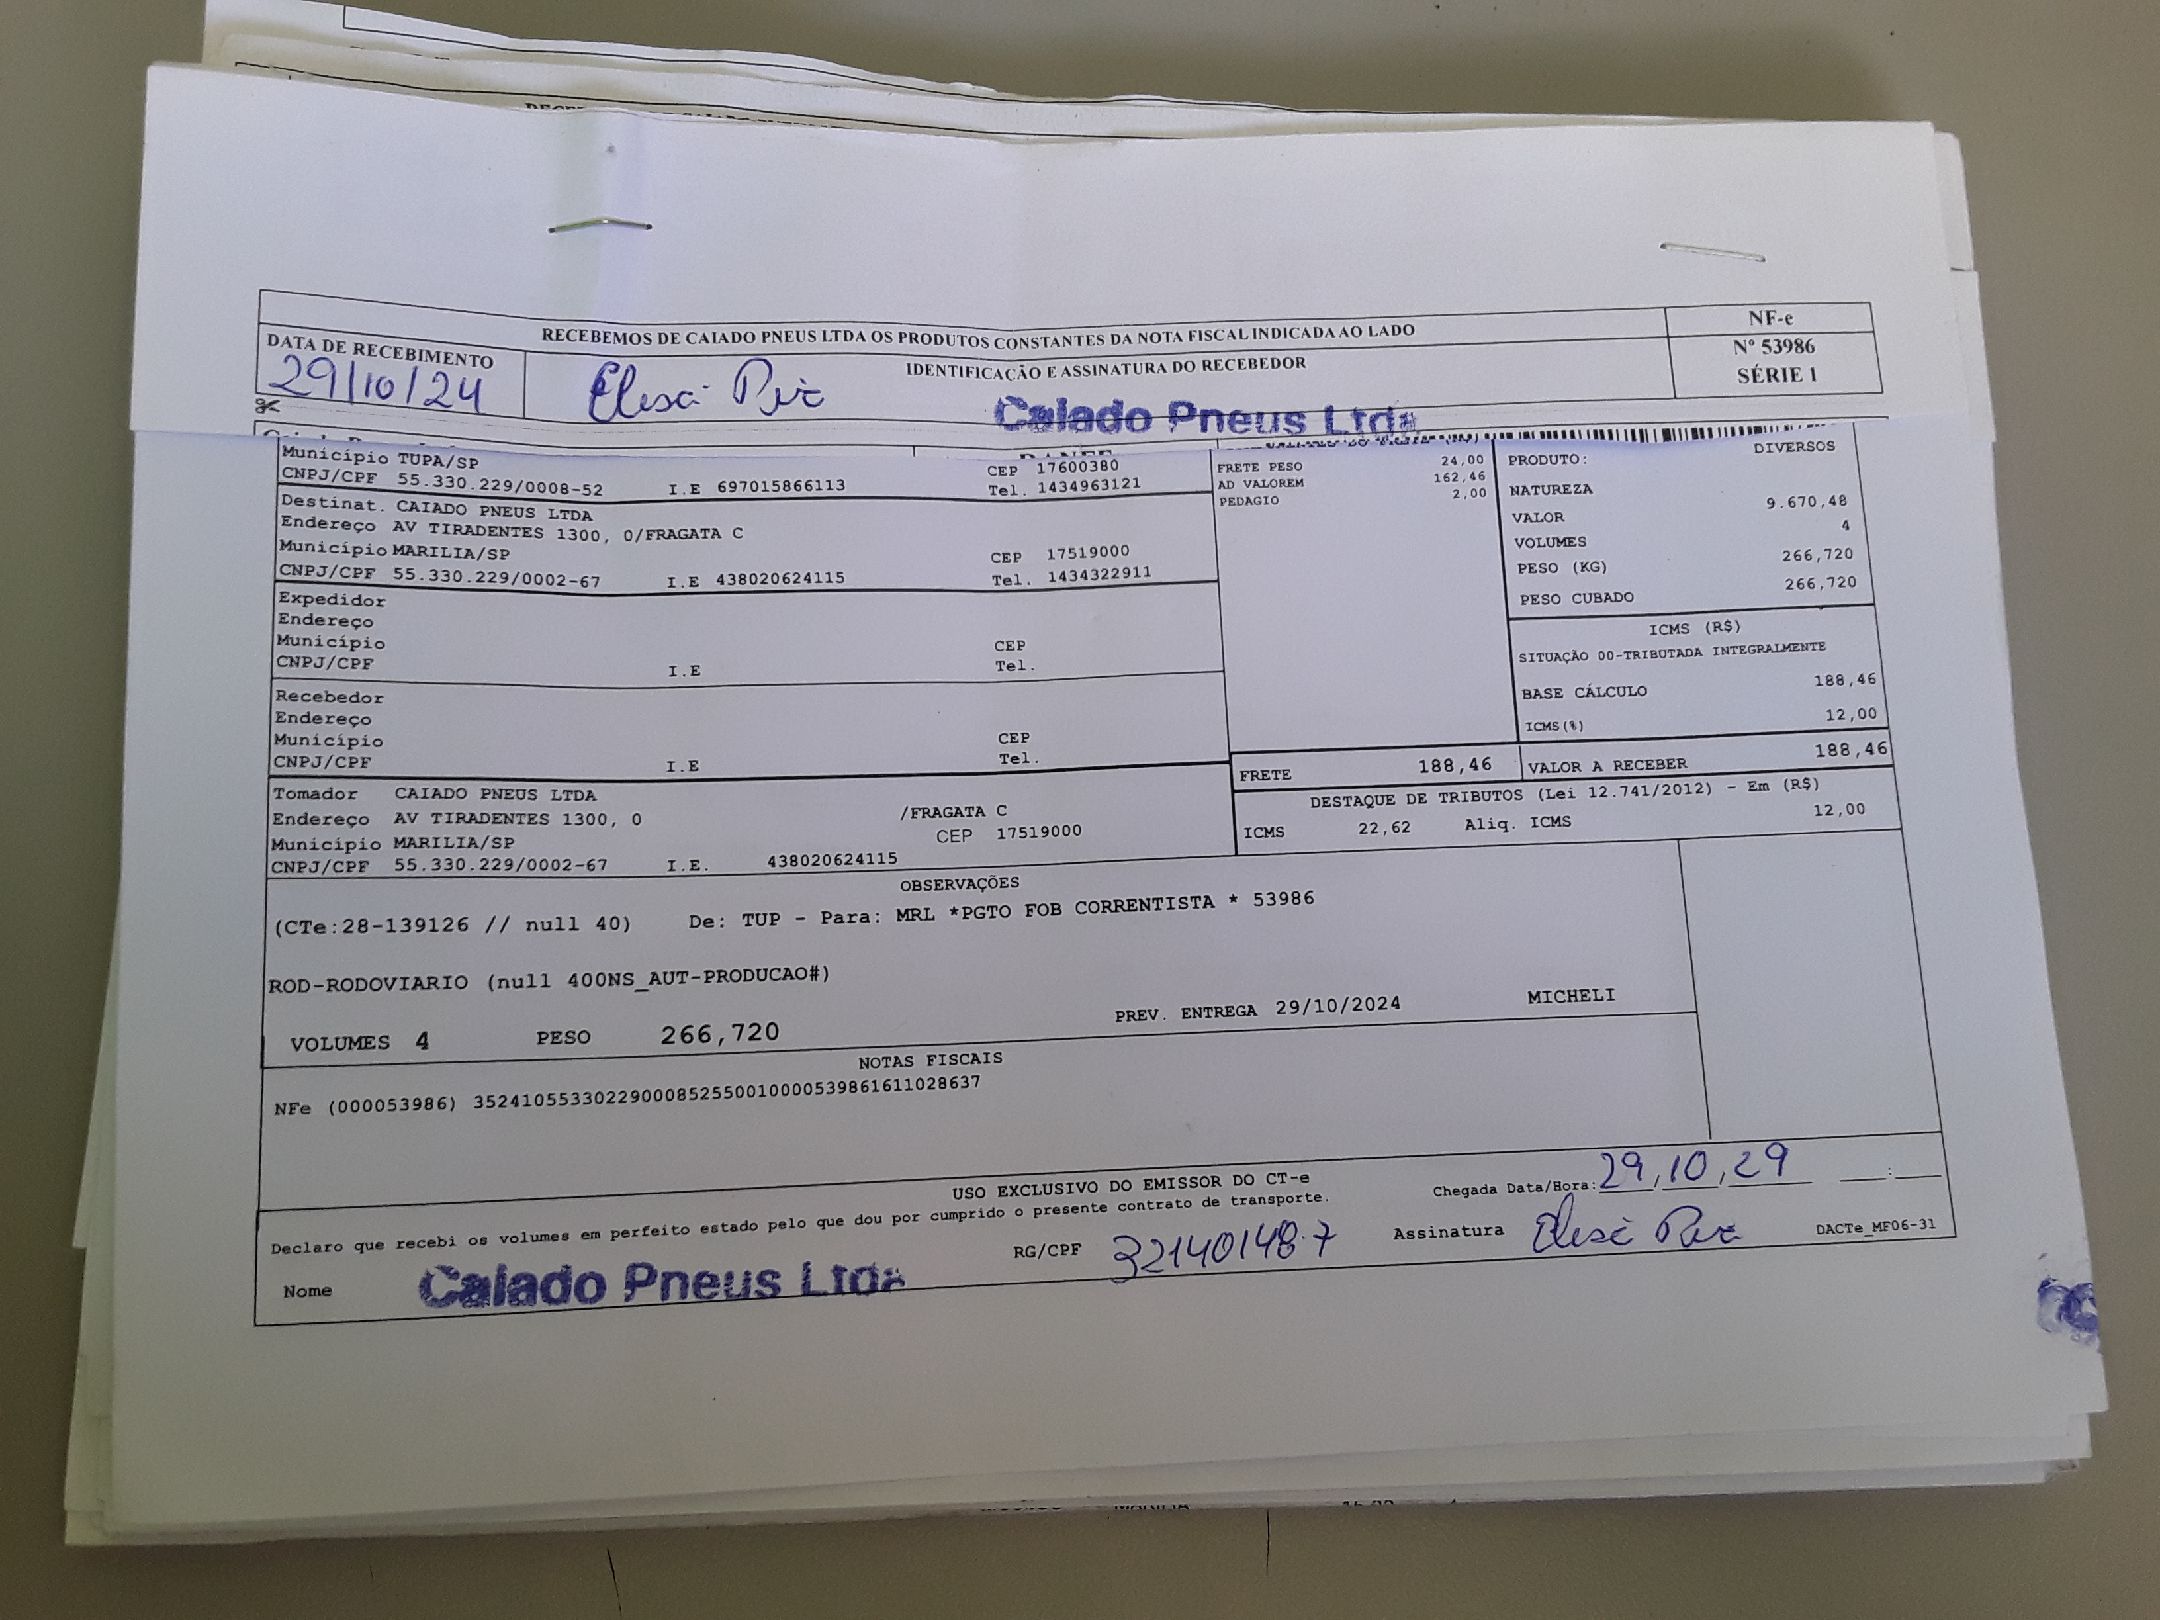 RECEBEMOS DE CAIADO PNEUS LTDA OS PRODUTOS CONSTANTES DA NOTA FISCAL INDICADA AO LADO
NF-e
Nº 53986
SÉRIE 1
DATA DE RECEBIMENTO
IDENTIFICAÇÃO E ASSINATURA DO RECEBEDOR
29/10/24
Caiado Pneus Ltda
Município TUPA/SP CEP 17600380
CNPJ/CPF 55.330.229/0008-52 I.E 697015866113 Tel. 1434963121
Destinat. CAIADO PNEUS LTDA
Endereço AV TIRADENTES 1300, 0/FRAGATA C
Município MARILIA/SP CEP 17519000
CNPJ/CPF 55.330.229/0002-67 I.E 438020624115 Tel. 1434322911
Expedidor
Endereço
Município CEP
CNPJ/CPF I.E Tel.
Recebedor
Endereço
Município CEP
CNPJ/CPF I.E Tel.
Tomador CAIADO PNEUS LTDA
Endereço AV TIRADENTES 1300, 0 /FRAGATA C
Município MARILIA/SP CEP 17519000
CNPJ/CPF 55.330.229/0002-67 I.E. 438020624115
FRETE PESO 24,00
AD VALOREM 162,46
PEDAGIO 2,00
PRODUTO: DIVERSOS
NATUREZA
VALOR 9.670,48
VOLUMES 4
PESO (KG) 266,720
PESO CUBADO 266,720
ICMS (R$)
SITUAÇÃO 00-TRIBUTADA INTEGRALMENTE
BASE CÁLCULO 188,46
ICMS(%) 12,00
FRETE 188,46 VALOR A RECEBER 188,46
DESTAQUE DE TRIBUTOS (Lei 12.741/2012) - Em (R$)
ICMS 22,62 Aliq. ICMS 12,00
OBSERVAÇÕES
(CTe:28-139126 // null 40) De: TUP - Para: MRL *PGTO FOB CORRENTISTA * 53986
ROD-RODOVIARIO (null 400NS_AUT-PRODUCAO#)
VOLUMES 4 PESO 266,720 PREV. ENTREGA 29/10/2024 MICHELI
NOTAS FISCAIS
NFe (000053986) 35241055330229000852550010000539861611028637
USO EXCLUSIVO DO EMISSOR DO CT-e
Declaro que recebi os volumes em perfeito estado pelo que dou por cumprido o presente contrato de transporte.
Chegada Data/Hora: 29,10,29 __:__
Nome Caiado Pneus Ltda RG/CPF 32140148-7 Assinatura DACTe_MF06-31